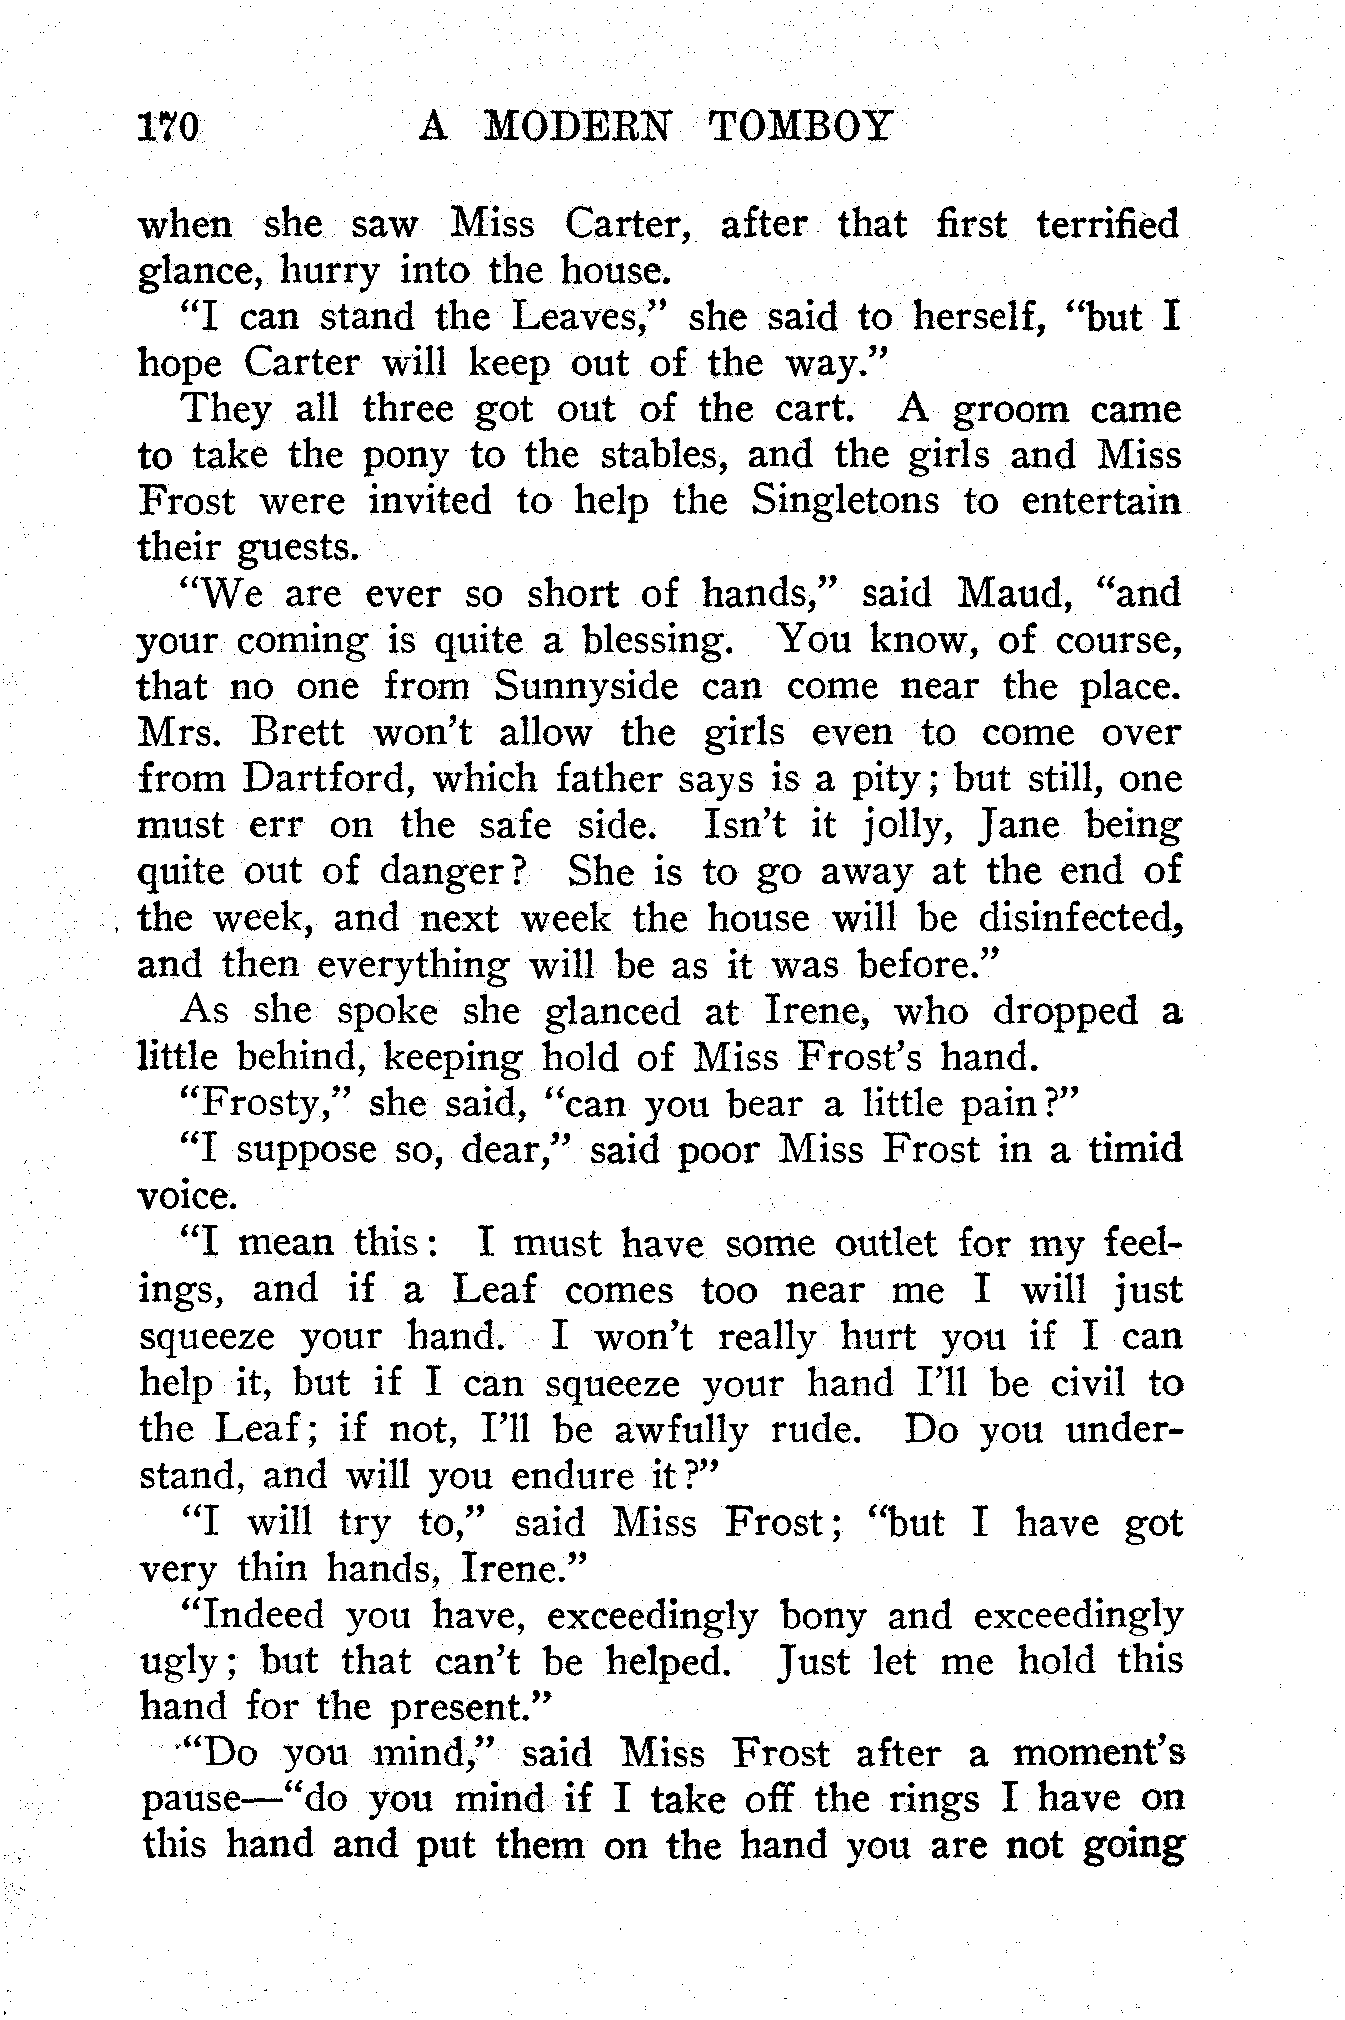 170 A MODERN TOMBOY
when she saw Miss Carter, after that first terrified
glance, hurry into the house.
“I can stand the Leaves,” she said to herself, “but I
hope Carter will keep out of the way.”
They all three got out of the cart. A groom came
to take the pony to the stables, and the girls and Miss
Frost were invited to help the Singletons to entertain
their guests.
“We are ever so short of hands,” said Maud, “and
your coming is quite a blessing. You know, of course,
that no one from Sunnyside can come near the place.
Mrs. Brett won’t allow the girls even to come over
from Dartford, which father says is a pity; but still, one
must err on the safe side. Isn’t it jolly, Jane being
quite out of danger? She is to go away at the end of
the week, and next week the house will be disinfected,
and then everything will be as it was before.”
As she spoke she glanced at Irene, who dropped a
little behind, keeping hold of Miss Frost’s hand.
“Frosty,” she said, “can you bear a little pain?”
“I suppose so, dear,” said poor Miss Frost in a timid
voice.
“I mean this: I must have some outlet for my feel-
ings, and if a Leaf comes too near me I will just
squeeze your hand. I won’t really hurt you if I can
help it, but if I can squeeze your hand I’ll be civil to
the Leaf; if not, I’ll be awfully rude. Do you under-
stand, and will you endure it?”
“I will try to,” said Miss Frost; “but I have got
very thin hands, Irene.”
“Indeed you have, exceedingly bony and exceedingly
ugly; but that can’t be helped. Just let me hold this
hand for the present.”
“Do you mind,” said Miss Frost after a moment’s
pause—“do you mind if I take off the rings I have on
this hand and put them on the hand you are not going